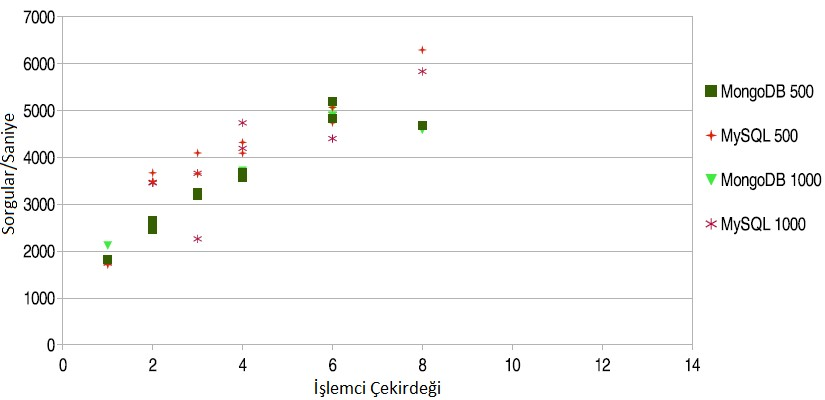 7000
6000
5000
4000
3000
2000
1000
0
Sorgular/Saniye
0 2 4 6 8 10 12 14
İşlemci Çekirdeği
MongoDB 500
MySQL 500
MongoDB 1000
MySQL 1000